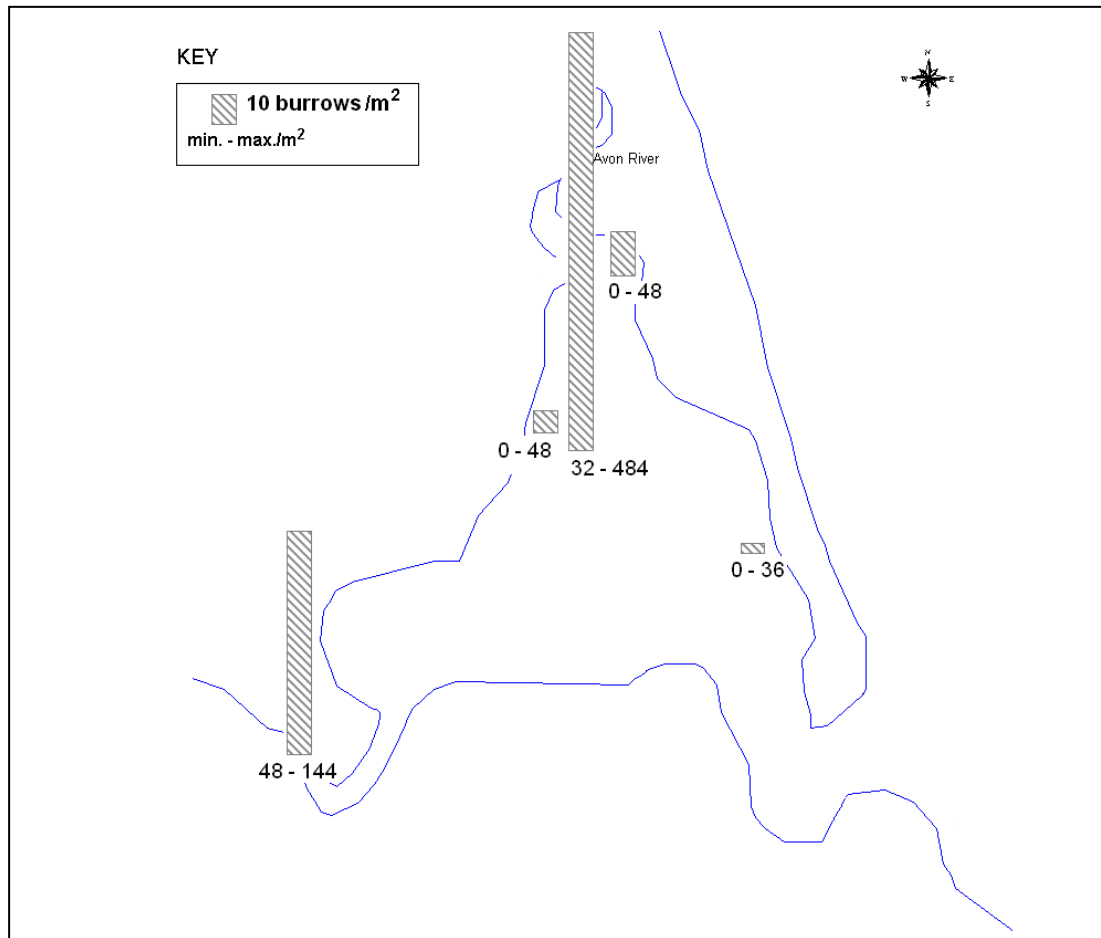 KEY
10 burrows/m²
min. - max./m²
N
W E
S
Avon River
0 - 48
0 - 48
32 - 484
0 - 36
48 - 144